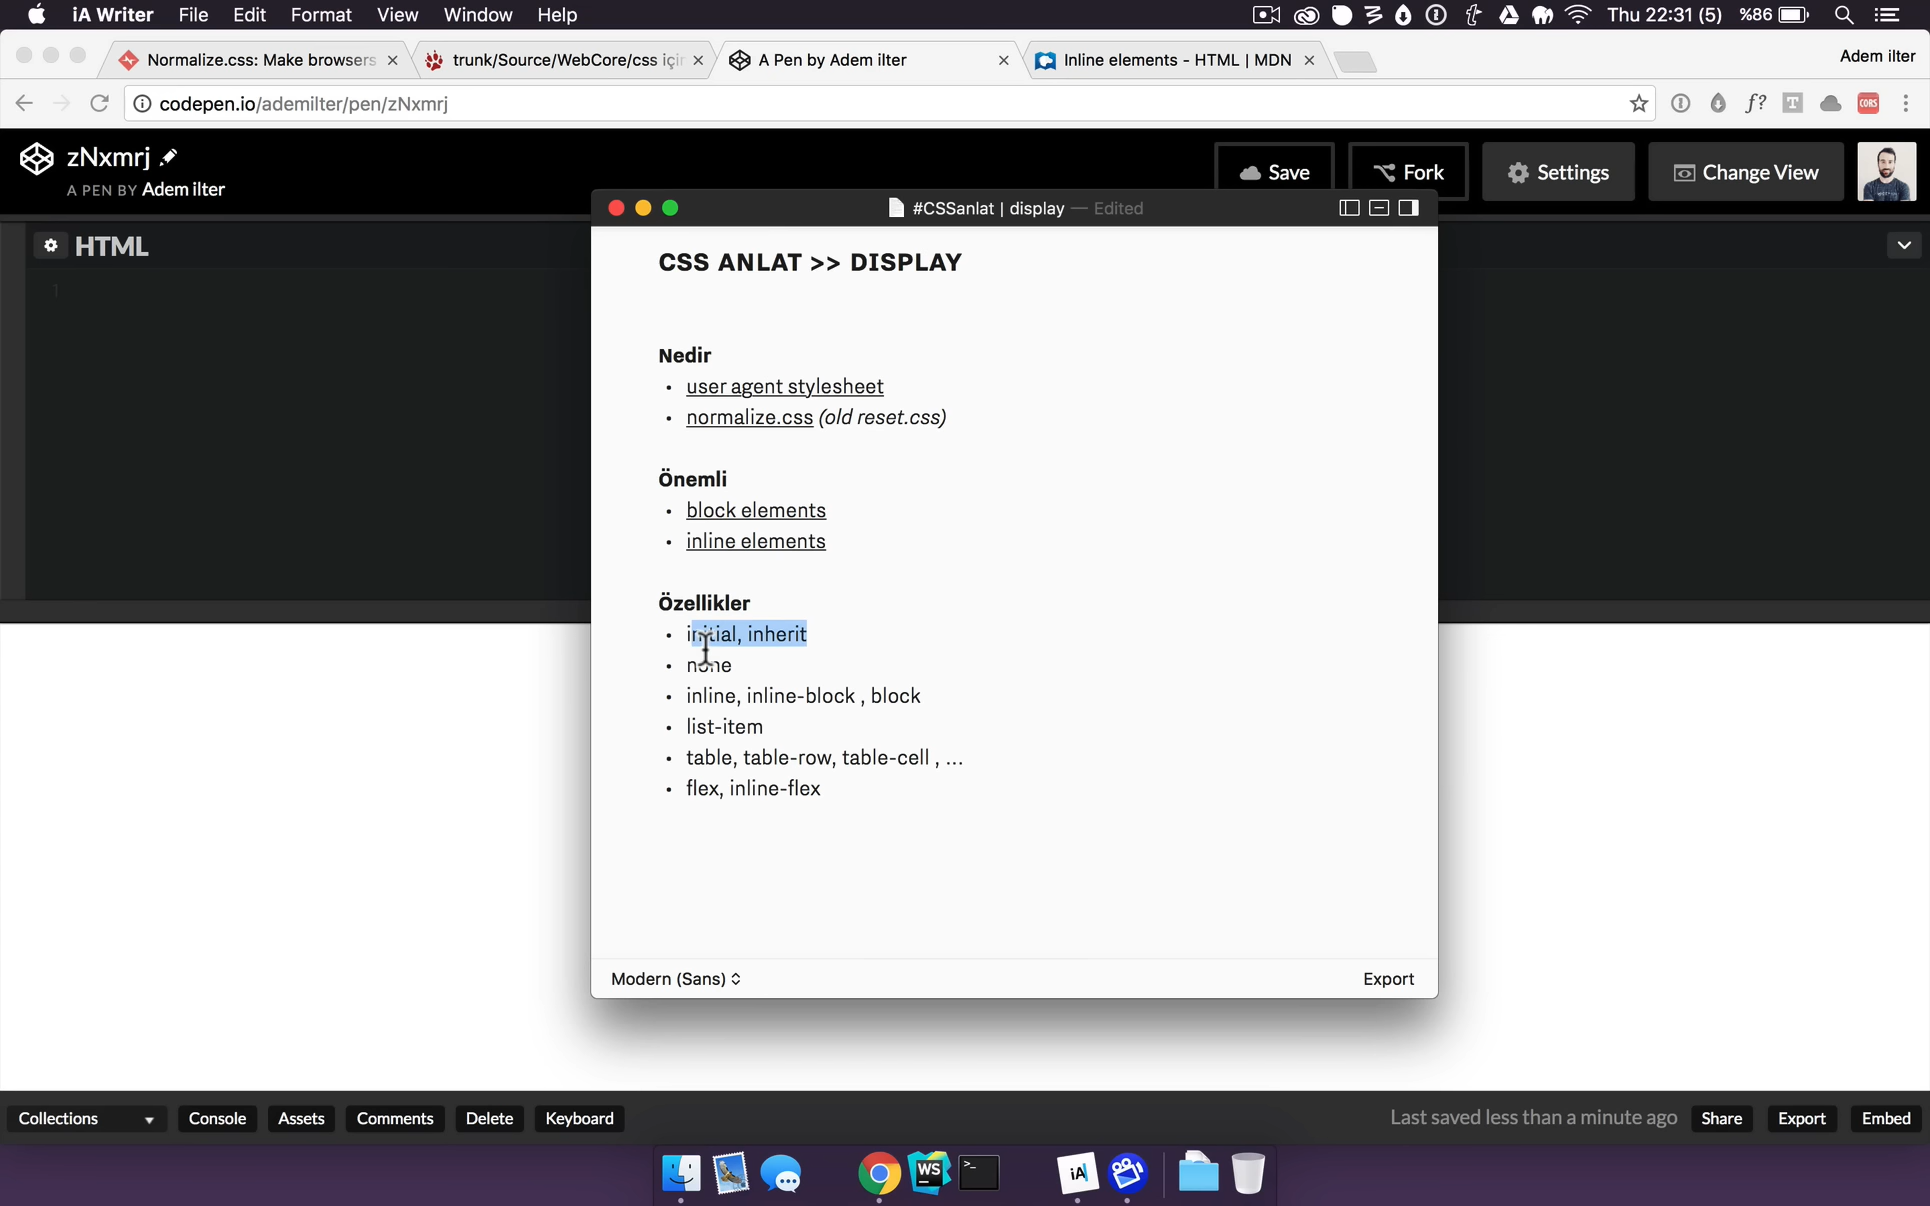 iA Writer File Edit Format View Window Help Thu 22:31 (5) %86
Normalize.css: Make browsers trunk/Source/WebCore/css için A Pen by Adem ilter Inline elements - HTML | MDN Adem ilter
codepen.io/ademilter/pen/zNxmrj f? T CORS
zNxmrj
A PEN BY Adem ilter
Save Fork Settings Change View
#CSSanlat | display — Edited
HTML
1
CSS ANLAT >> DISPLAY
Nedir
• user agent stylesheet
• normalize.css (old reset.css)
Önemli
• block elements
• inline elements
Özellikler
• initial, inherit
• none
• inline, inline-block , block
• list-item
• table, table-row, table-cell , ...
• flex, inline-flex
Modern (Sans) Export
Collections Console Assets Comments Delete Keyboard Last saved less than a minute ago Share Export Embed
WS >_ iA